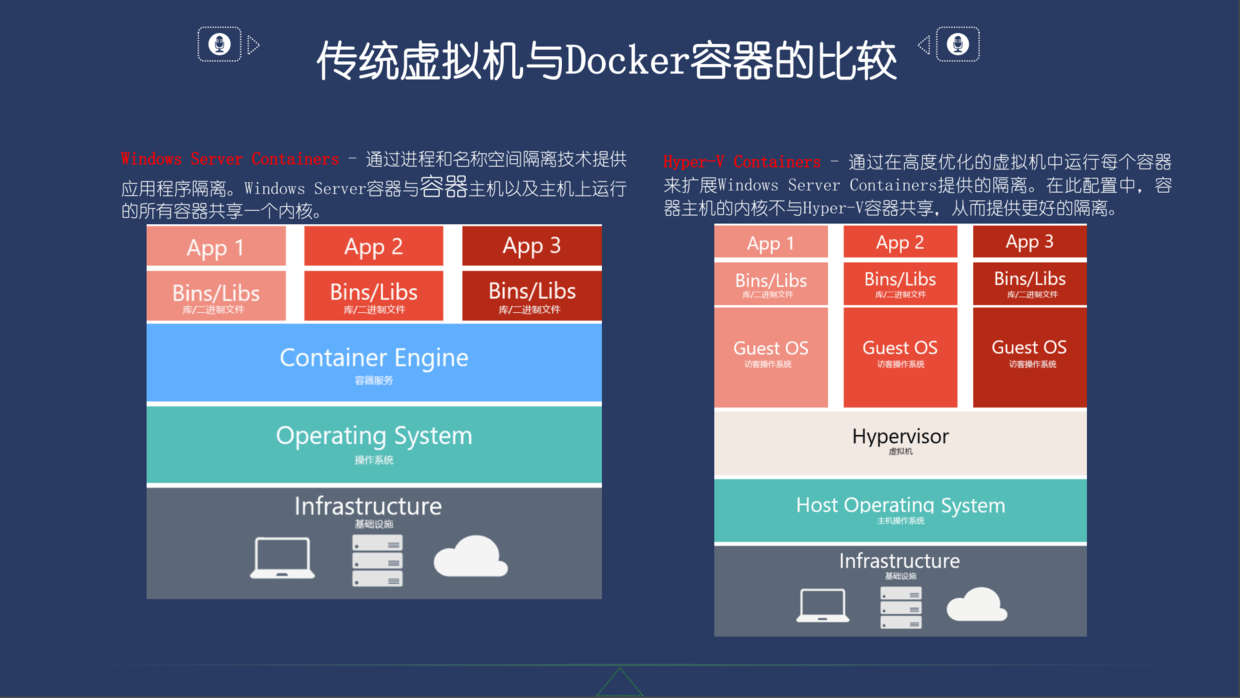 传统虚拟机与Docker容器的比较
Windows Server Containers - 通过进程和名称空间隔离技术提供
应用程序隔离。Windows Server容器与容器主机以及主机上运行
的所有容器共享一个内核。
App 1
App 2
App 3
Bins/Libs
库/二进制文件
Bins/Libs
库/二进制文件
Bins/Libs
库/二进制文件
Container Engine
容器服务
Operating System
操作系统
Infrastructure
基础设施
Hyper-V Containers - 通过在高度优化的虚拟机中运行每个容器
来扩展Windows Server Containers提供的隔离。在此配置中，容
器主机的内核不与Hyper-V容器共享，从而提供更好的隔离。
App 1
App 2
App 3
Bins/Libs
库/二进制文件
Bins/Libs
库/二进制文件
Bins/Libs
库/二进制文件
Guest OS
访客操作系统
Guest OS
访客操作系统
Guest OS
访客操作系统
Hypervisor
虚拟机
Host Operating System
主机操作系统
Infrastructure
基础设施